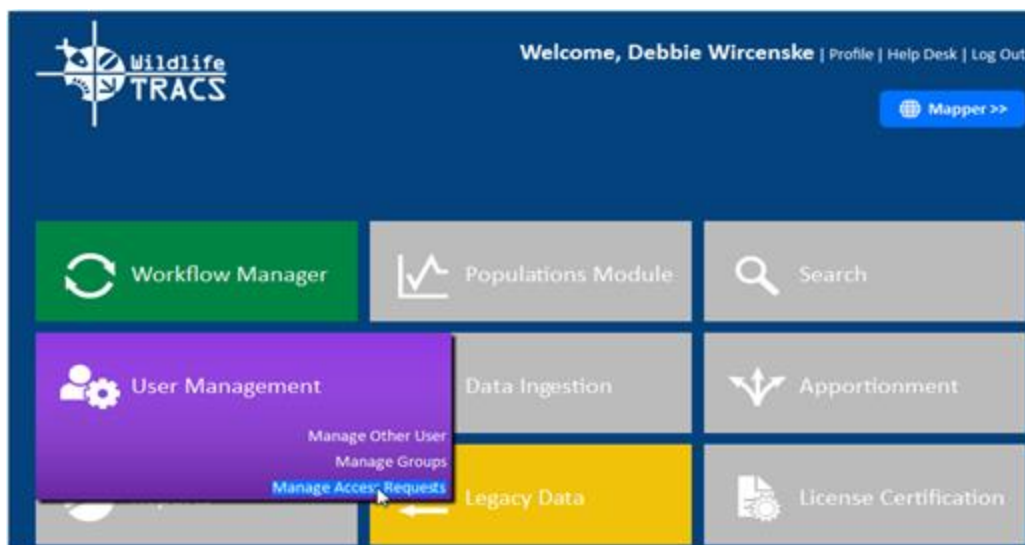 Wildlife
TRACS
Welcome, Debbie Wircenske | Profile | Help Desk | Log Out
Mapper >>
Workflow Manager
Populations Module
Search
User Management
Data Ingestion
Apportionment
Manage Other User
Manage Groups
Manage Access Requests
Legacy Data
License Certification